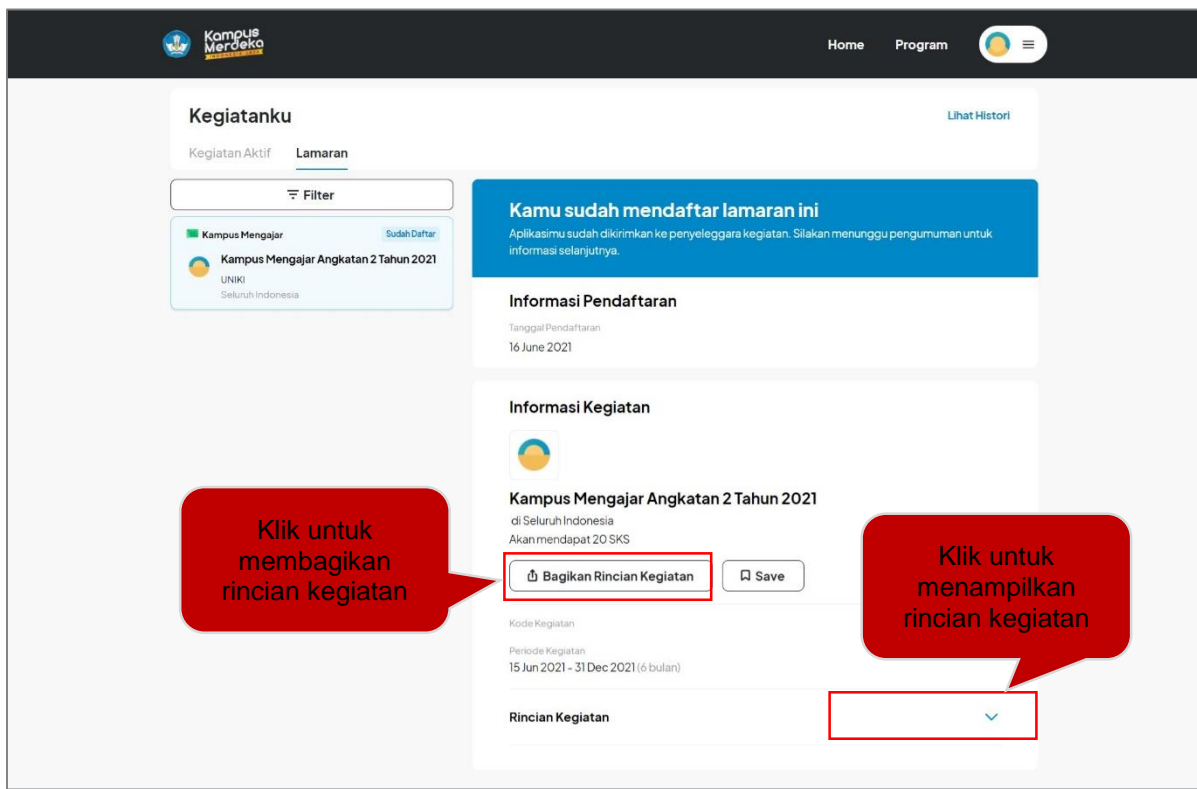 Kampus
Merdeka
INDONESIA JAYA
Home Program
Kegiatanku
Lihat Histori
Kegiatan Aktif Lamaran
Filter
Kampus Mengajar Sudah Daftar
Kampus Mengajar Angkatan 2 Tahun 2021
UNIKI
Seluruh Indonesia
Kamu sudah mendaftar lamaran ini
Aplikasimu sudah dikirimkan ke penyeleggara kegiatan. Silakan menunggu pengumuman untuk
informasi selanjutnya.
Informasi Pendaftaran
Tanggal Pendaftaran
16 June 2021
Informasi Kegiatan
Kampus Mengajar Angkatan 2 Tahun 2021
di Seluruh Indonesia
Akan mendapat 20 SKS
Bagikan Rincian Kegiatan Save
Klik untuk
membagikan
rincian kegiatan
Klik untuk
menampilkan
rincian kegiatan
Kode Kegiatan
Periode Kegiatan
15 Jun 2021 - 31 Dec 2021 (6 bulan)
Rincian Kegiatan